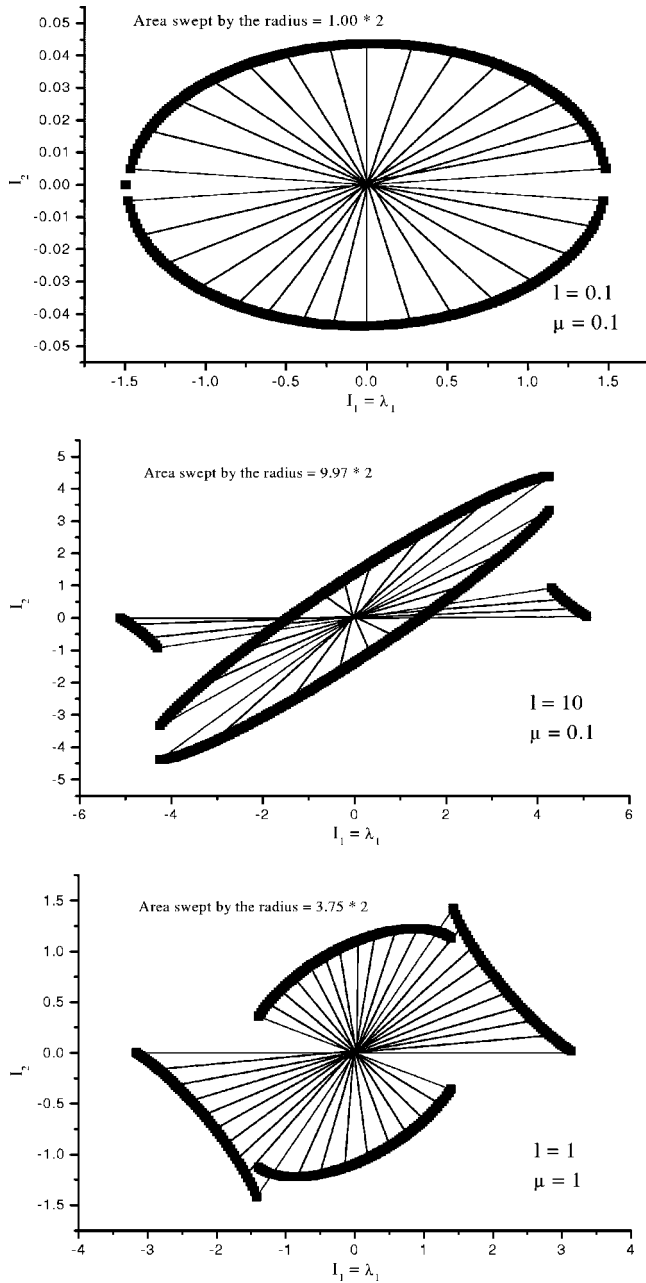 Area swept by the radius = 1.00 * 2
0.05
0.04
0.03
0.02
0.01
0.00
-0.01
-0.02
-0.03
-0.04
-0.05
I₂
l = 0.1
μ = 0.1
-1.5 -1.0 -0.5 0.0 0.5 1.0 1.5
I₁ = λ₁
Area swept by the radius = 9.97 * 2
5
4
3
2
1
0
-1
-2
-3
-4
-5
I₂
l = 10
μ = 0.1
-6 -4 -2 0 2 4 6
I₁ = λ₁
Area swept by the radius = 3.75 * 2
1.5
1.0
0.5
0.0
-0.5
-1.0
-1.5
I₂
l = 1
μ = 1
-4 -3 -2 -1 0 1 2 3 4
I₁ = λ₁